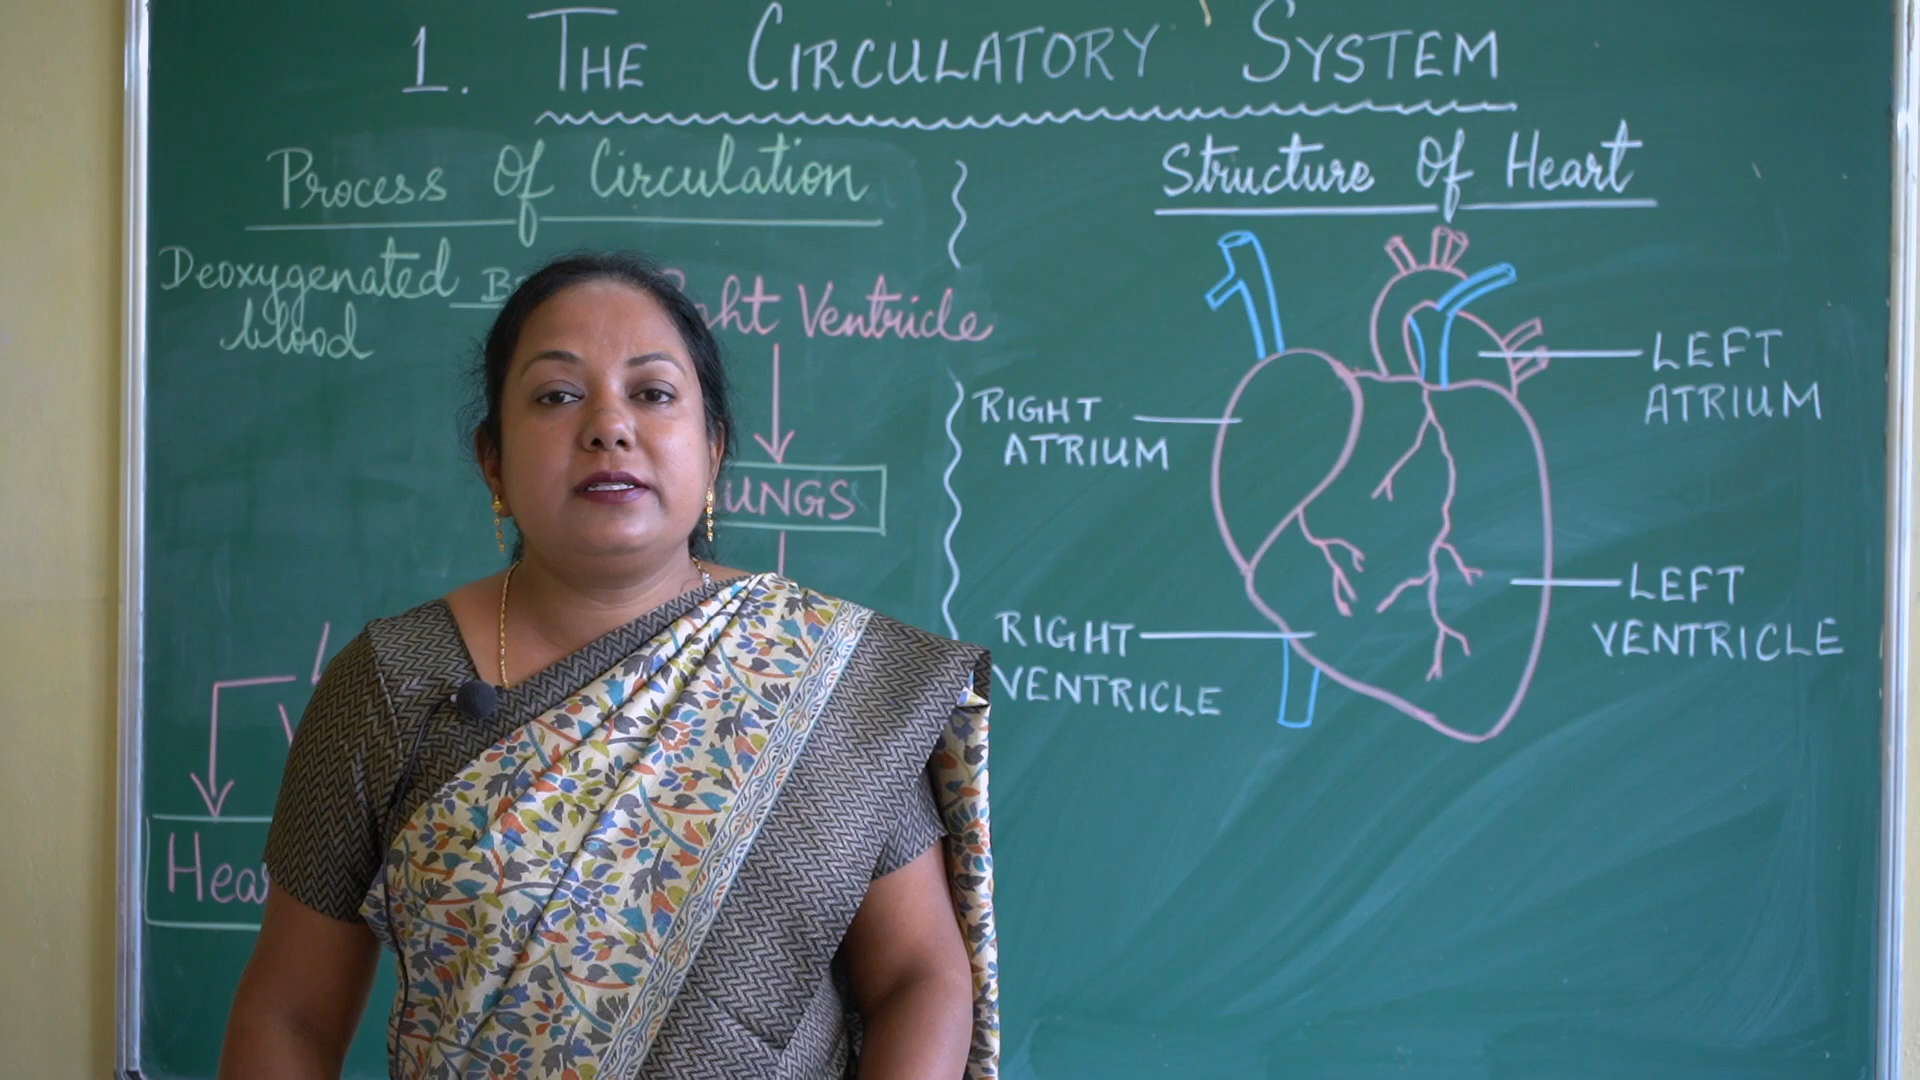 1. THE CIRCULATORY SYSTEM
Process Of Circulation
Deoxygenated
blood
Ventricle
Structure Of Heart
RIGHT
ATRIUM
LEFT
ATRIUM
RIGHT
VENTRICLE
LEFT
VENTRICLE